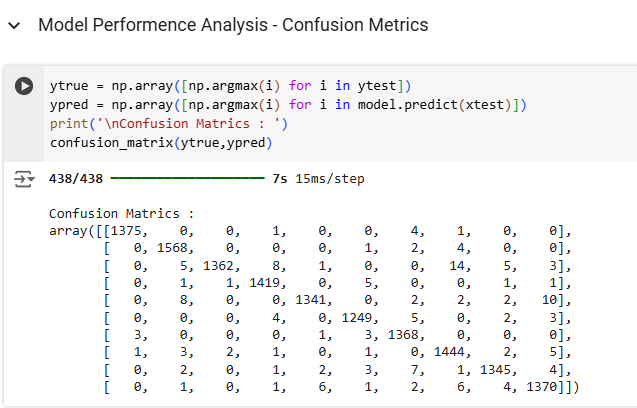 Model Performence Analysis - Confusion Metrics
ytrue = np.array([np.argmax(i) for i in ytest])
ypred = np.array([np.argmax(i) for i in model.predict(xtest)])
print('\nConfusion Matrics : ')
confusion_matrix(ytrue,ypred)
438/438 ━━━━━━━━━━━━━━━━━━━━ 7s 15ms/step
Confusion Matrics :
array([[1375, 0, 0, 1, 0, 0, 4, 1, 0, 0],
[ 0, 1568, 0, 0, 0, 1, 2, 4, 0, 0],
[ 0, 5, 1362, 8, 1, 0, 0, 14, 5, 3],
[ 0, 1, 1, 1419, 0, 5, 0, 0, 1, 1],
[ 0, 8, 0, 0, 1341, 0, 2, 2, 2, 10],
[ 0, 0, 0, 4, 0, 1249, 5, 0, 2, 3],
[ 3, 0, 0, 0, 1, 3, 1368, 0, 0, 0],
[ 1, 3, 2, 1, 0, 1, 0, 1444, 2, 5],
[ 0, 2, 0, 1, 2, 3, 7, 1, 1345, 4],
[ 0, 1, 0, 1, 6, 1, 2, 6, 4, 1370]])